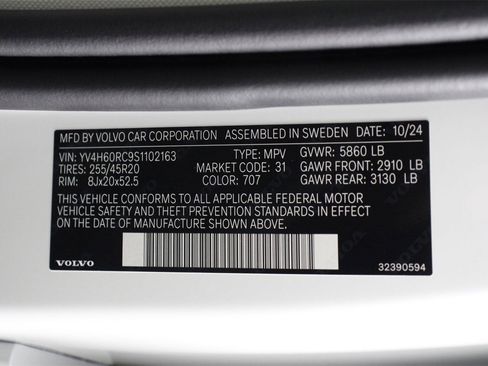 MFD BY VOLVO CAR CORPORATION ASSEMBLED IN SWEDEN DATE: 10/24
VIN: YV4H60RC9S1102163 TYPE: MPV GVWR: 5860 LB
TIRES: 255/45R20 MARKET CODE: 31 GAWR FRONT: 2910 LB
RIM: 8Jx20x52.5 COLOR: 707 GAWR REAR: 3130 LB
THIS VEHICLE CONFORMS TO ALL APPLICABLE FEDERAL MOTOR
VEHICLE SAFETY AND THEFT PREVENTION STANDARDS IN EFFECT
ON THE DATE OF MANUFACTURE SHOWN ABOVE.
VOLVO 32390594